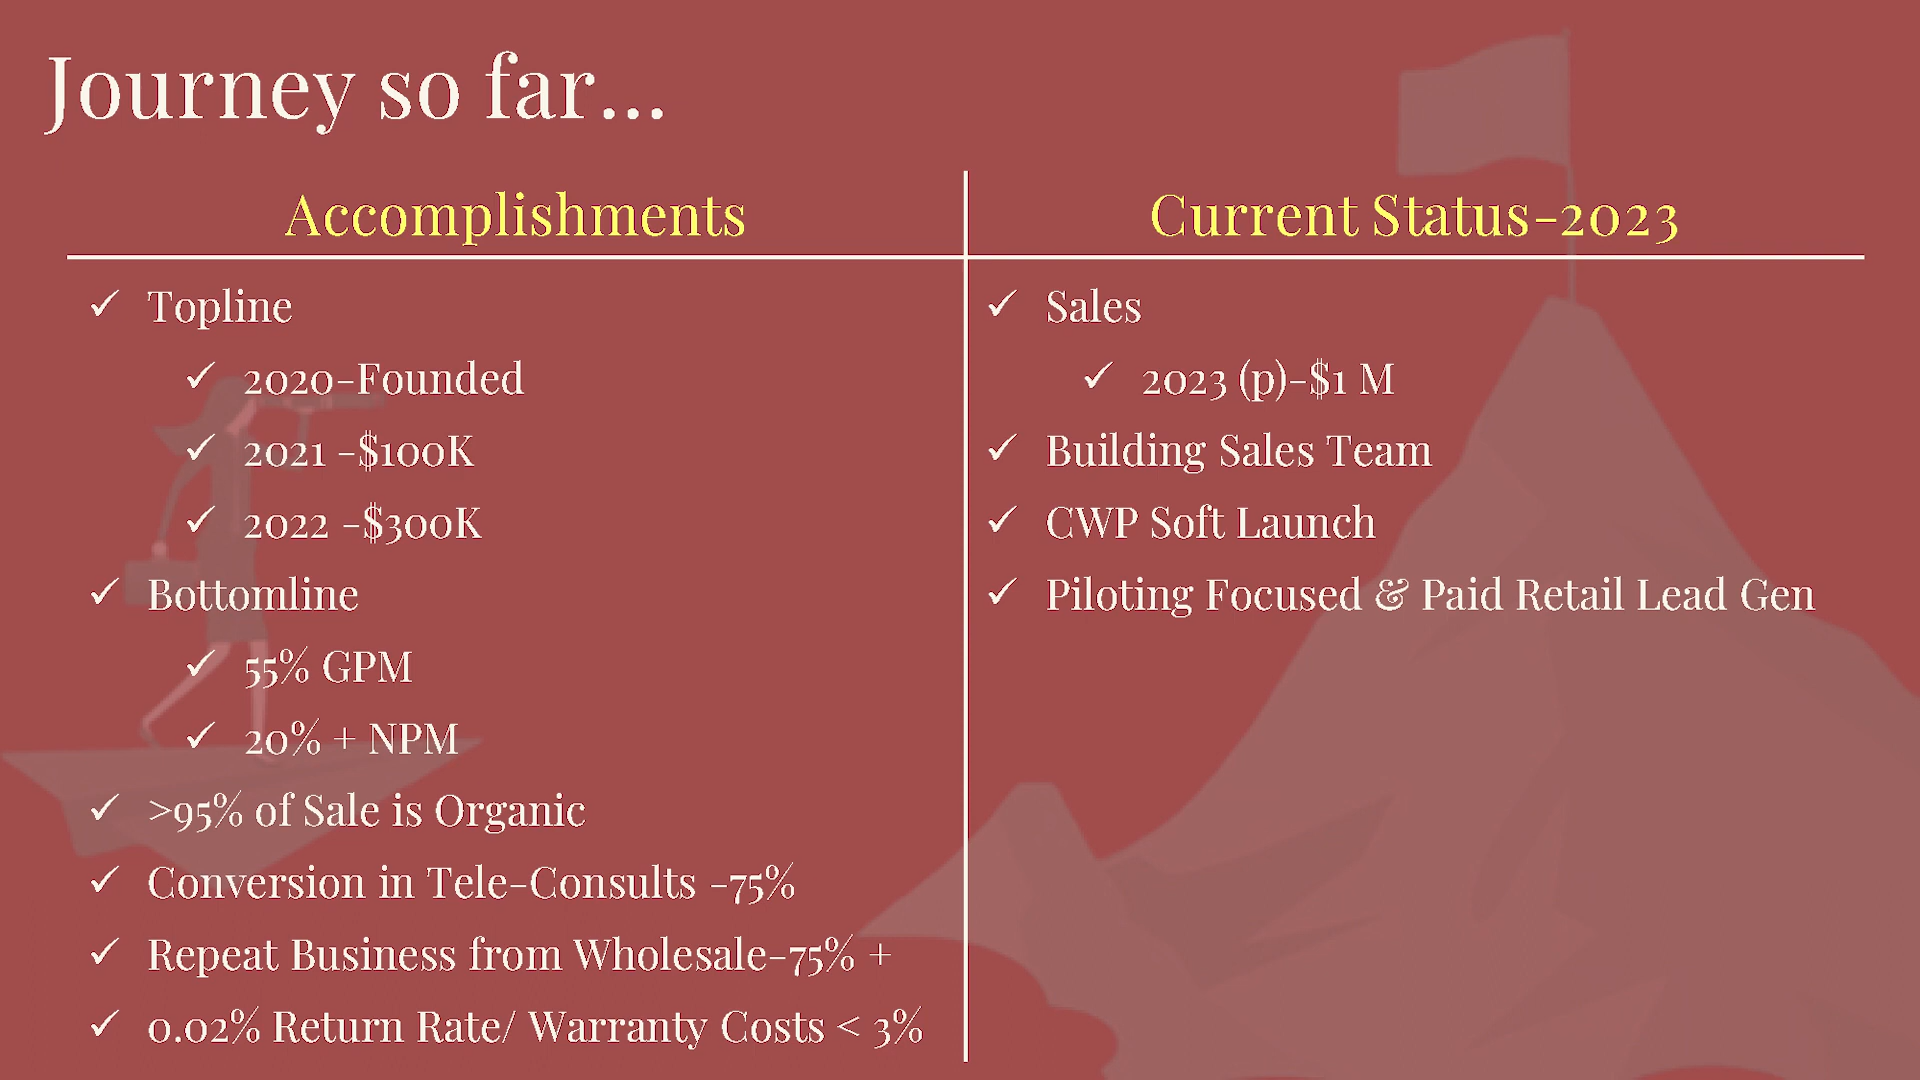 Journey so far...
Accomplishments
✓ Topline
✓ 2020-Founded
✓ 2021 -$100K
✓ 2022 -$300K
✓ Bottomline
✓ 55% GPM
✓ 20% + NPM
✓ >95% of Sale is Organic
✓ Conversion in Tele-Consults -75%
✓ Repeat Business from Wholesale-75% +
✓ 0.02% Return Rate/ Warranty Costs < 3%
Current Status-2023
✓ Sales
✓ 2023 (p)-$1 M
✓ Building Sales Team
✓ CWP Soft Launch
✓ Piloting Focused & Paid Retail Lead Gen